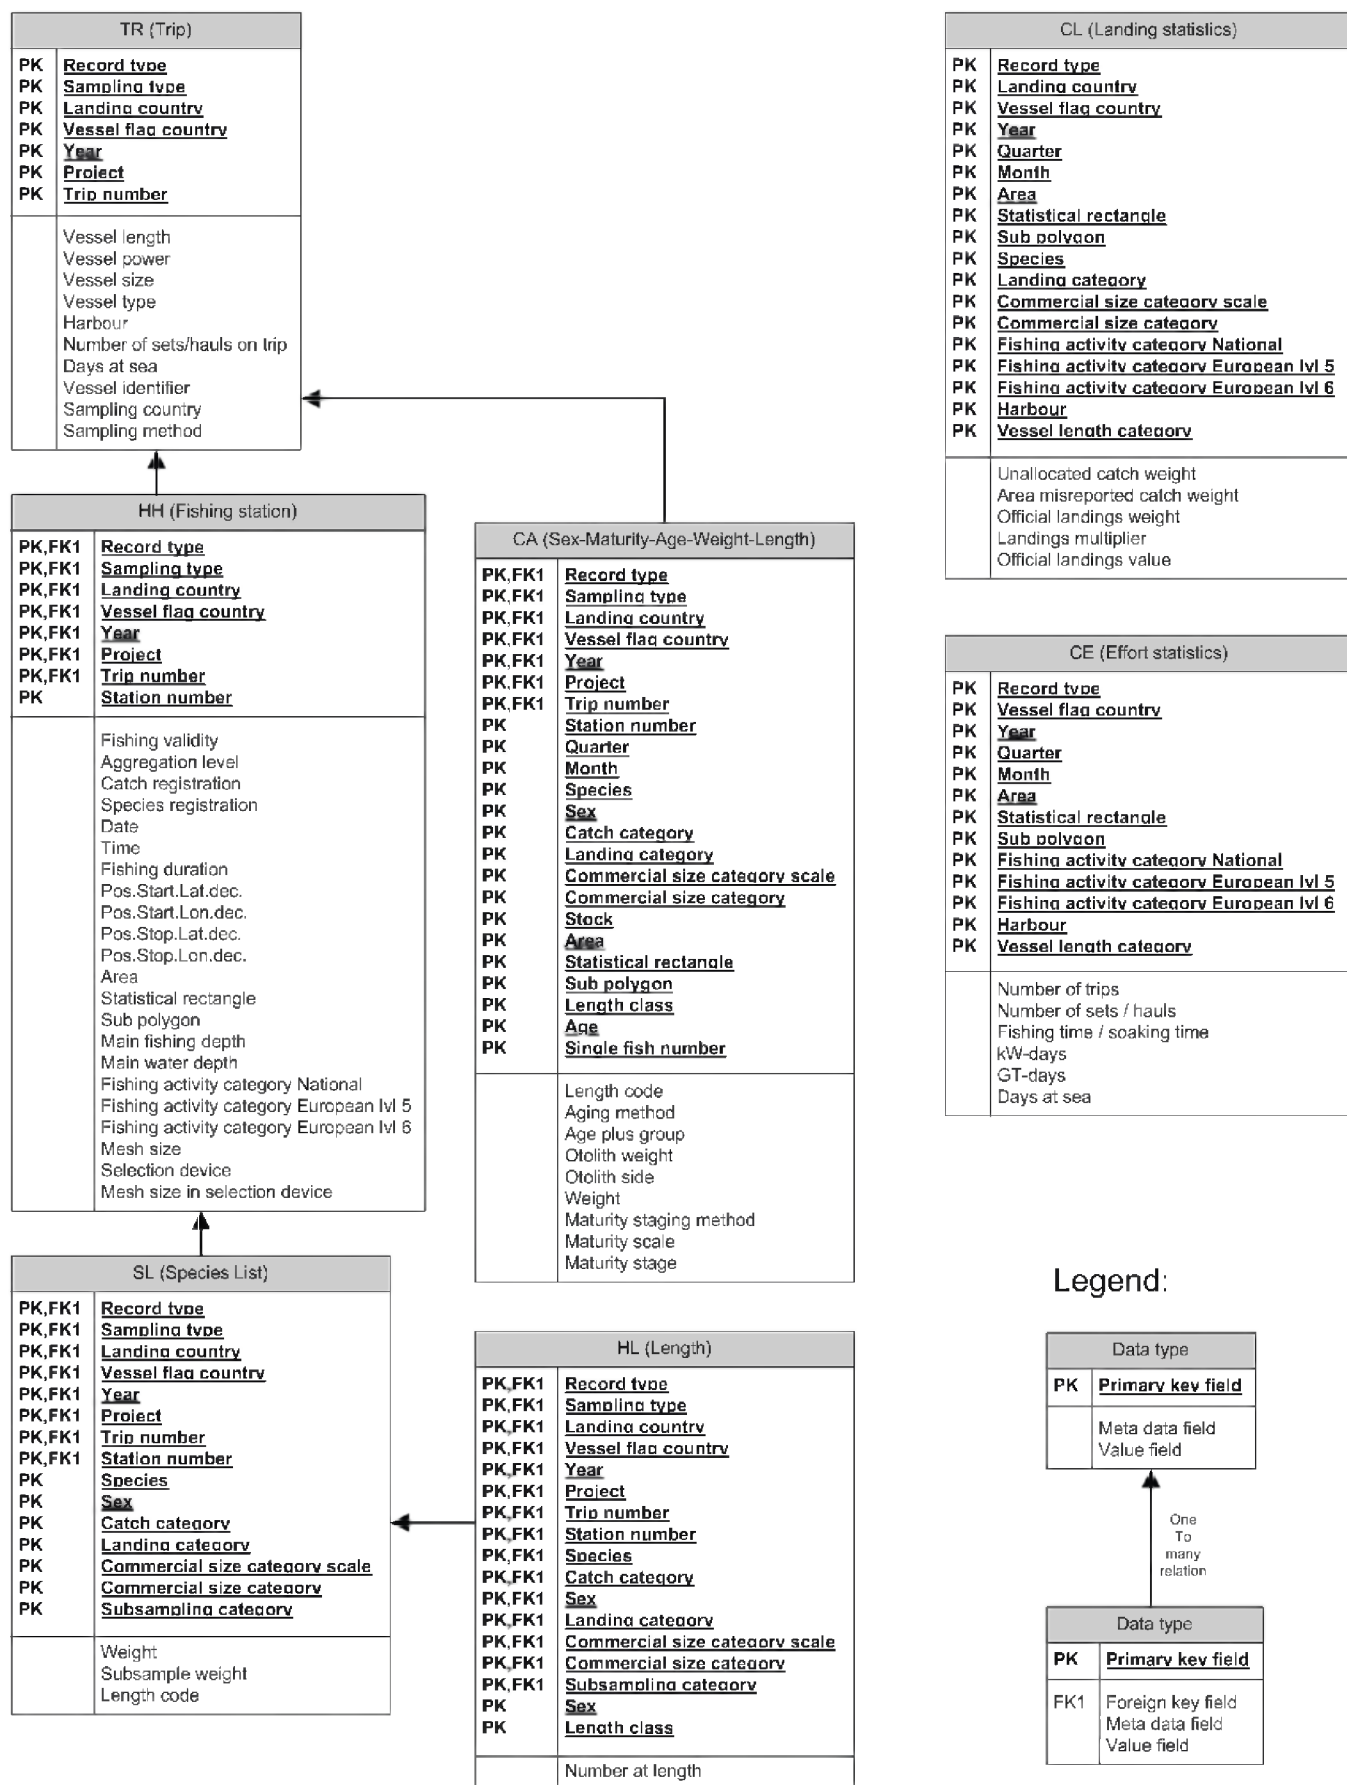 TR (Trip)
PK Record type
PK Sampling type
PK Landing country
PK Vessel flag country
PK Year
PK Project
PK Trip number
Vessel length
Vessel power
Vessel size
Vessel type
Harbour
Number of sets/hauls on trip
Days at sea
Vessel identifier
Sampling country
Sampling method
HH (Fishing station)
PK,FK1 Record type
PK,FK1 Sampling type
PK,FK1 Landing country
PK,FK1 Vessel flag country
PK,FK1 Year
PK,FK1 Project
PK,FK1 Trip number
PK Station number
Fishing validity
Aggregation level
Catch registration
Species registration
Date
Time
Fishing duration
Pos.Start.Lat.dec.
Pos.Start.Lon.dec.
Pos.Stop.Lat.dec.
Pos.Stop.Lon.dec.
Area
Statistical rectangle
Sub polygon
Main fishing depth
Main water depth
Fishing activity category National
Fishing activity category European lvl 5
Fishing activity category European lvl 6
Mesh size
Selection device
Mesh size in selection device
SL (Species List)
PK,FK1 Record type
PK,FK1 Sampling type
PK,FK1 Landing country
PK,FK1 Vessel flag country
PK,FK1 Year
PK,FK1 Project
PK,FK1 Trip number
PK,FK1 Station number
PK Species
PK Sex
PK Catch category
PK Landing category
PK Commercial size category scale
PK Commercial size category
PK Subsampling category
Weight
Subsample weight
Length code
CA (Sex-Maturity-Age-Weight-Length)
PK,FK1 Record type
PK,FK1 Sampling type
PK,FK1 Landing country
PK,FK1 Vessel flag country
PK,FK1 Year
PK,FK1 Project
PK,FK1 Trip number
PK Station number
PK Quarter
PK Month
PK Species
PK Sex
PK Catch category
PK Landing category
PK Commercial size category scale
PK Commercial size category
PK Stock
PK Area
PK Statistical rectangle
PK Sub polygon
PK Length class
PK Age
PK Single fish number
Length code
Aging method
Age plus group
Otolith weight
Otolith side
Weight
Maturity staging method
Maturity scale
Maturity stage
HL (Length)
PK,FK1 Record type
PK,FK1 Sampling type
PK,FK1 Landing country
PK,FK1 Vessel flag country
PK,FK1 Year
PK,FK1 Project
PK,FK1 Trip number
PK,FK1 Station number
PK,FK1 Species
PK,FK1 Catch category
PK,FK1 Sex
PK,FK1 Landing category
PK,FK1 Commercial size category scale
PK,FK1 Commercial size category
PK,FK1 Subsampling category
PK Sex
PK Length class
Number at length
CL (Landing statistics)
PK Record type
PK Landing country
PK Vessel flag country
PK Year
PK Quarter
PK Month
PK Area
PK Statistical rectangle
PK Sub polygon
PK Species
PK Landing category
PK Commercial size category scale
PK Commercial size category
PK Fishing activity category National
PK Fishing activity category European lvl 5
PK Fishing activity category European lvl 6
PK Harbour
PK Vessel length category
Unallocated catch weight
Area misreported catch weight
Official landings weight
Landings multiplier
Official landings value
CE (Effort statistics)
PK Record type
PK Vessel flag country
PK Year
PK Quarter
PK Month
PK Area
PK Statistical rectangle
PK Sub polygon
PK Fishing activity category National
PK Fishing activity category European lvl 5
PK Fishing activity category European lvl 6
PK Harbour
PK Vessel length category
Number of trips
Number of sets / hauls
Fishing time / soaking time
kW-days
GT-days
Days at sea
Legend:
Data type
PK Primary key field
Meta data field
Value field
One
To
many
relation
Data type
PK Primary key field
FK1 Foreign key field
Meta data field
Value field